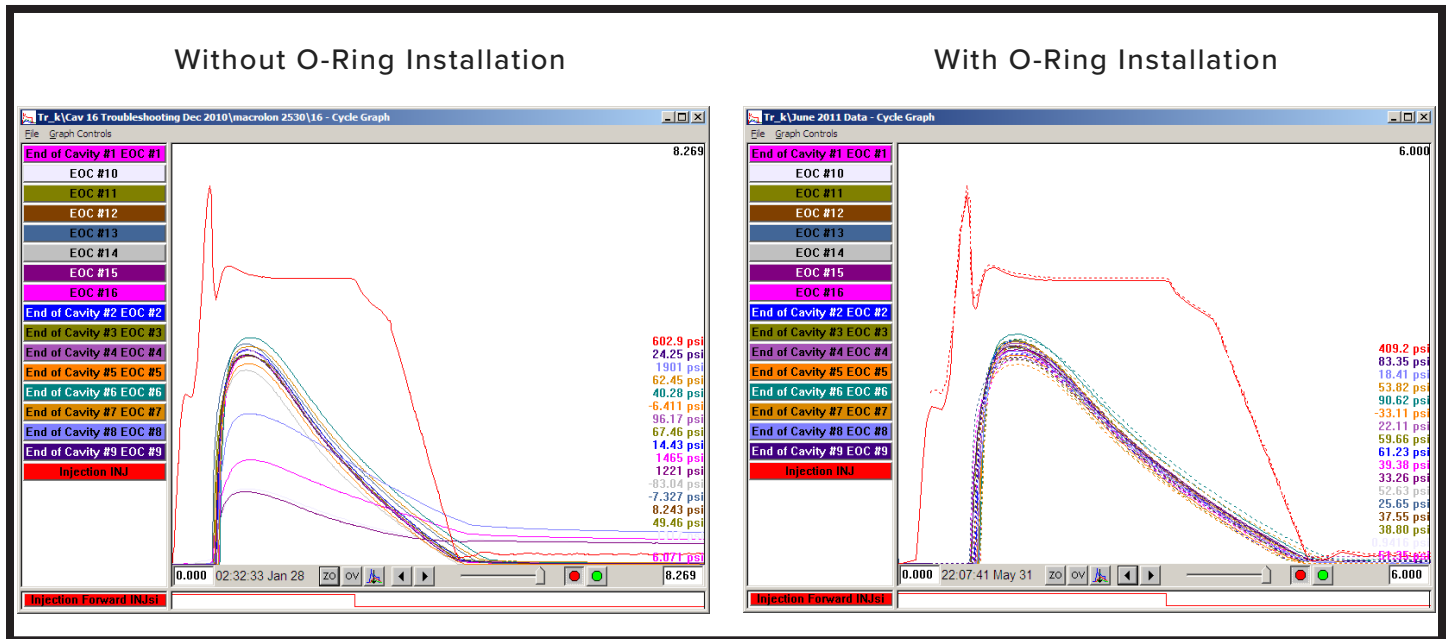 Without O-Ring Installation
Tr_k\Cav 16 Troubleshooting Dec 2010\macrolon 2530\16 - Cycle Graph
File Graph Controls
End of Cavity #1 EOC #1
EOC #10
EOC #11
EOC #12
EOC #13
EOC #14
EOC #15
EOC #16
End of Cavity #2 EOC #2
End of Cavity #3 EOC #3
End of Cavity #4 EOC #4
End of Cavity #5 EOC #5
End of Cavity #6 EOC #6
End of Cavity #7 EOC #7
End of Cavity #8 EOC #8
End of Cavity #9 EOC #9
Injection INJ
8.269
602.9 psi
24.25 psi
1901 psi
62.45 psi
40.28 psi
-6.411 psi
96.17 psi
67.46 psi
14.43 psi
1465 psi
1221 psi
-83.04 psi
-7.327 psi
8.243 psi
49.46 psi
6.071 psi
0.000 02:32:33 Jan 28 ZO OV 8.269
Injection Forward INJsi
With O-Ring Installation
Tr_k\June 2011 Data - Cycle Graph
File Graph Controls
End of Cavity #1 EOC #1
EOC #10
EOC #11
EOC #12
EOC #13
EOC #14
EOC #15
EOC #16
End of Cavity #2 EOC #2
End of Cavity #3 EOC #3
End of Cavity #4 EOC #4
End of Cavity #5 EOC #5
End of Cavity #6 EOC #6
End of Cavity #7 EOC #7
End of Cavity #8 EOC #8
End of Cavity #9 EOC #9
Injection INJ
6.000
409.2 psi
83.35 psi
18.41 psi
53.82 psi
90.62 psi
-33.11 psi
22.11 psi
59.66 psi
61.23 psi
39.38 psi
33.26 psi
52.63 psi
25.65 psi
37.55 psi
38.80 psi
51.35 psi
0.000 22:07:41 May 31 ZO OV 6.000
Injection Forward INJsi